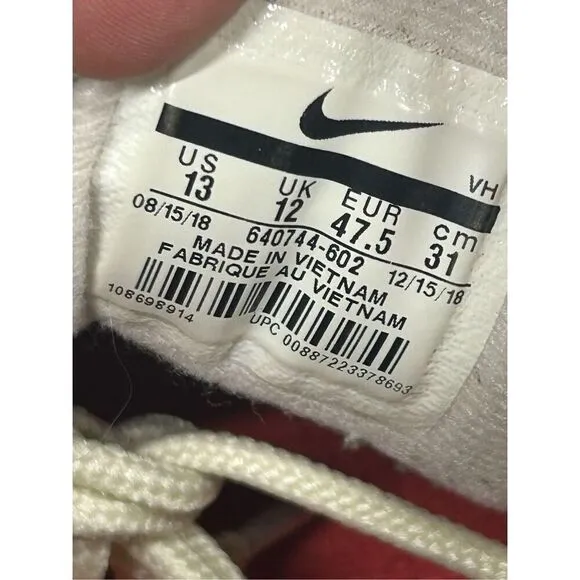 VH
US UK EUR cm
13 12 47.5 31
08/15/18 640744-602 12/15/18
MADE IN VIETNAM
FABRIQUE AU VIETNAM
108698914 UPC 00887223378693